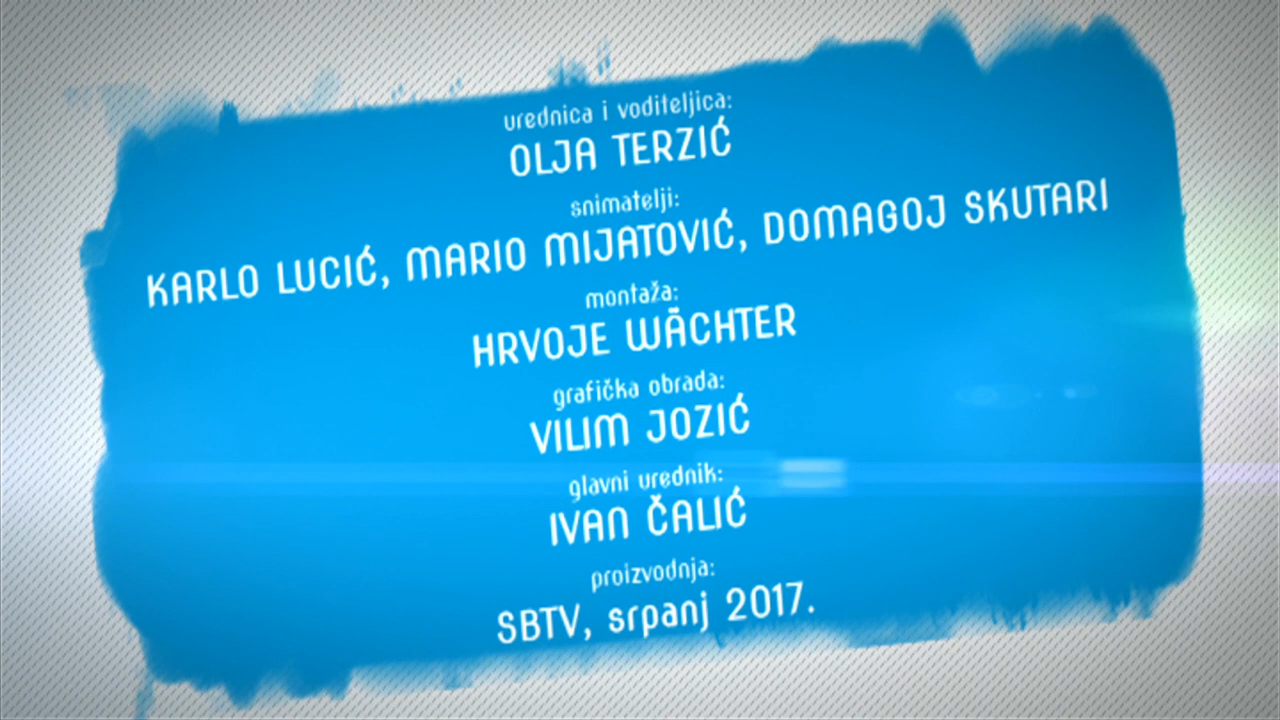 urednica i voditeljica:
OLJA TERZIĆ
snimatelji:
KARLO LUCIĆ, MARIO MIJATOVIĆ, DOMAGOJ SKUTARI
montaža:
HRVOJE WÄCHTER
grafička obrada:
VILIM JOZIĆ
glavni urednik:
IVAN ČALIĆ
proizvodnja:
SBTV, srpanj 2017.